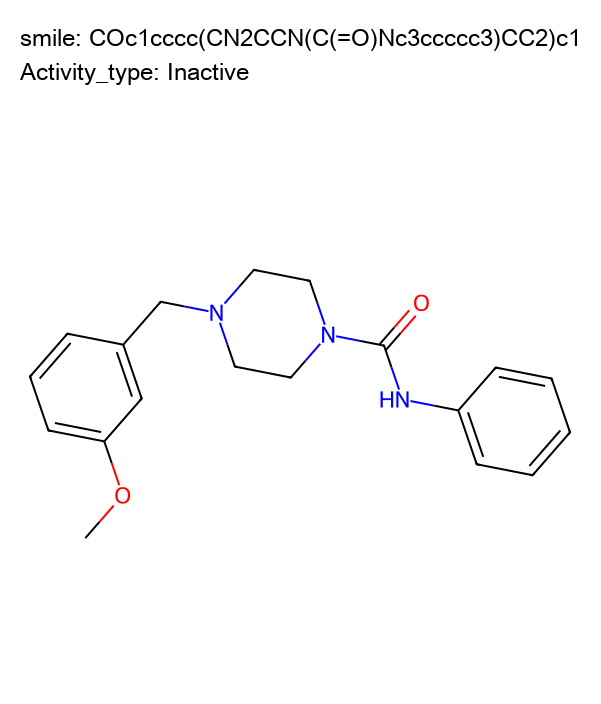 smile: COc1cccc(CN2CCN(C(=O)Nc3ccccc3)CC2)c1
Activity_type: Inactive
N
N
O
HN
O